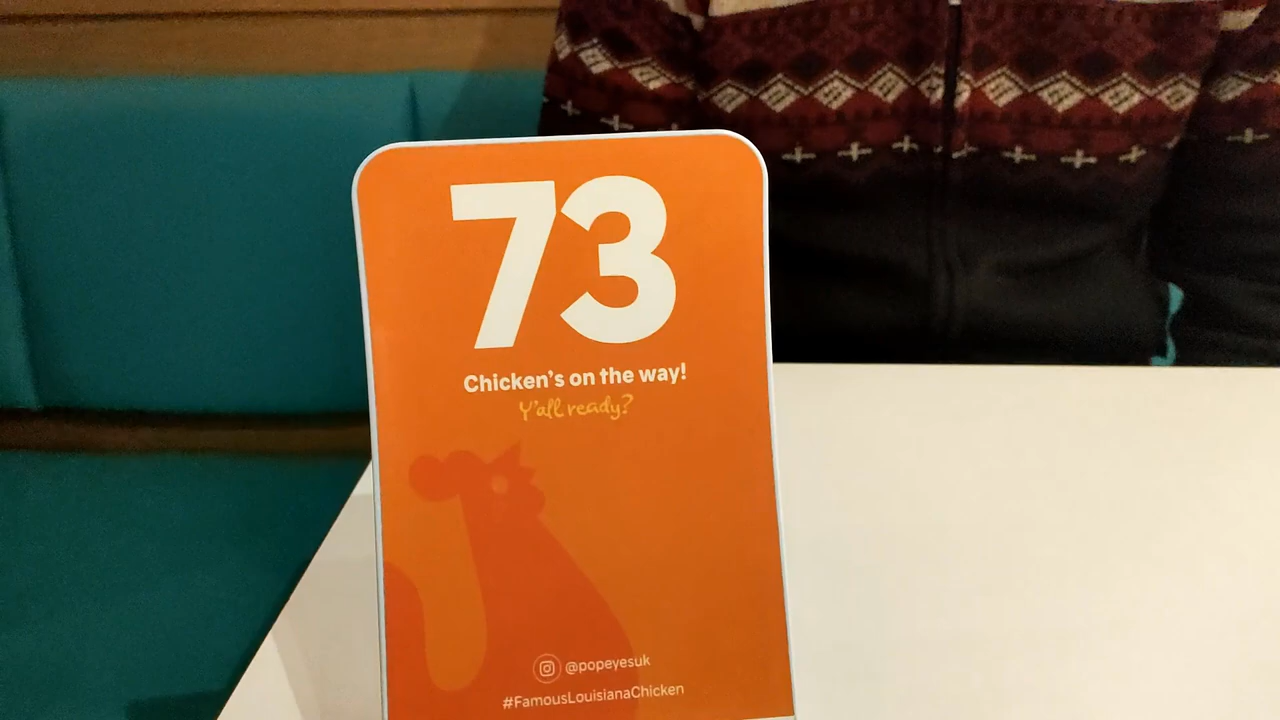 73
Chicken's on the way!
Y'all ready?
@popeyesuk
#FamousLouisianaChicken